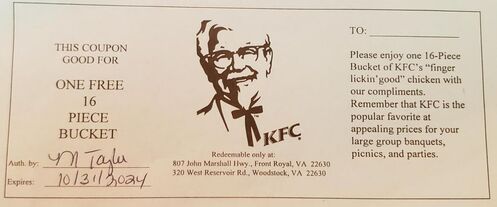 THIS COUPON
GOOD FOR
ONE FREE
16
PIECE
BUCKET
Auth. by: M Taylor
Expires: 10/31/2024
KFC
Redeemable only at:
807 John Marshall Hwy., Front Royal, VA 22630
320 West Reservoir Rd., Woodstock, VA 22630
TO:
Please enjoy one 16-Piece
Bucket of KFC's "finger
lickin'good" chicken with
our compliments.
Remember that KFC is the
popular favorite at
appealing prices for your
large group banquets,
picnics, and parties.